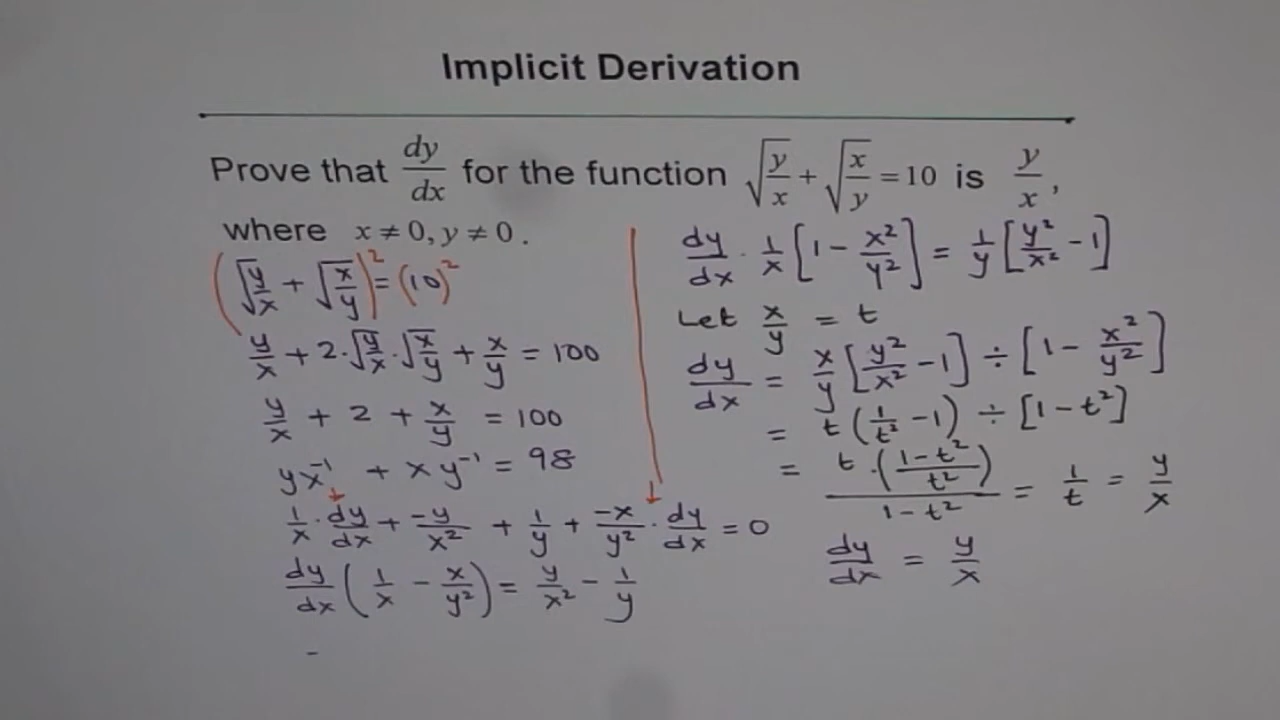 Implicit Derivation
Prove that dy/dx for the function √(y/x) + √(x/y) = 10 is y/x,
where x ≠ 0, y ≠ 0.
(√(y/x) + √(x/y))² = (10)²
y/x + 2·√(y/x)·√(x/y) + x/y = 100
y/x + 2 + x/y = 100
yx⁻¹ + xy⁻¹ = 98
1/x · dy/dx + -y/x² + 1/y + -x/y² · dy/dx = 0
dy/dx (1/x - x/y²) = y/x² - 1/y
dy/dx · 1/x [1 - x²/y²] = 1/y [y²/x² - 1]
Let x/y = t
dy/dx = x/y [y²/x² - 1] ÷ [1 - x²/y²]
= t (1/t² - 1) ÷ [1 - t²]
= t · ((1 - t²)/t²) / (1 - t²) = 1/t = y/x
dy/dx = y/x